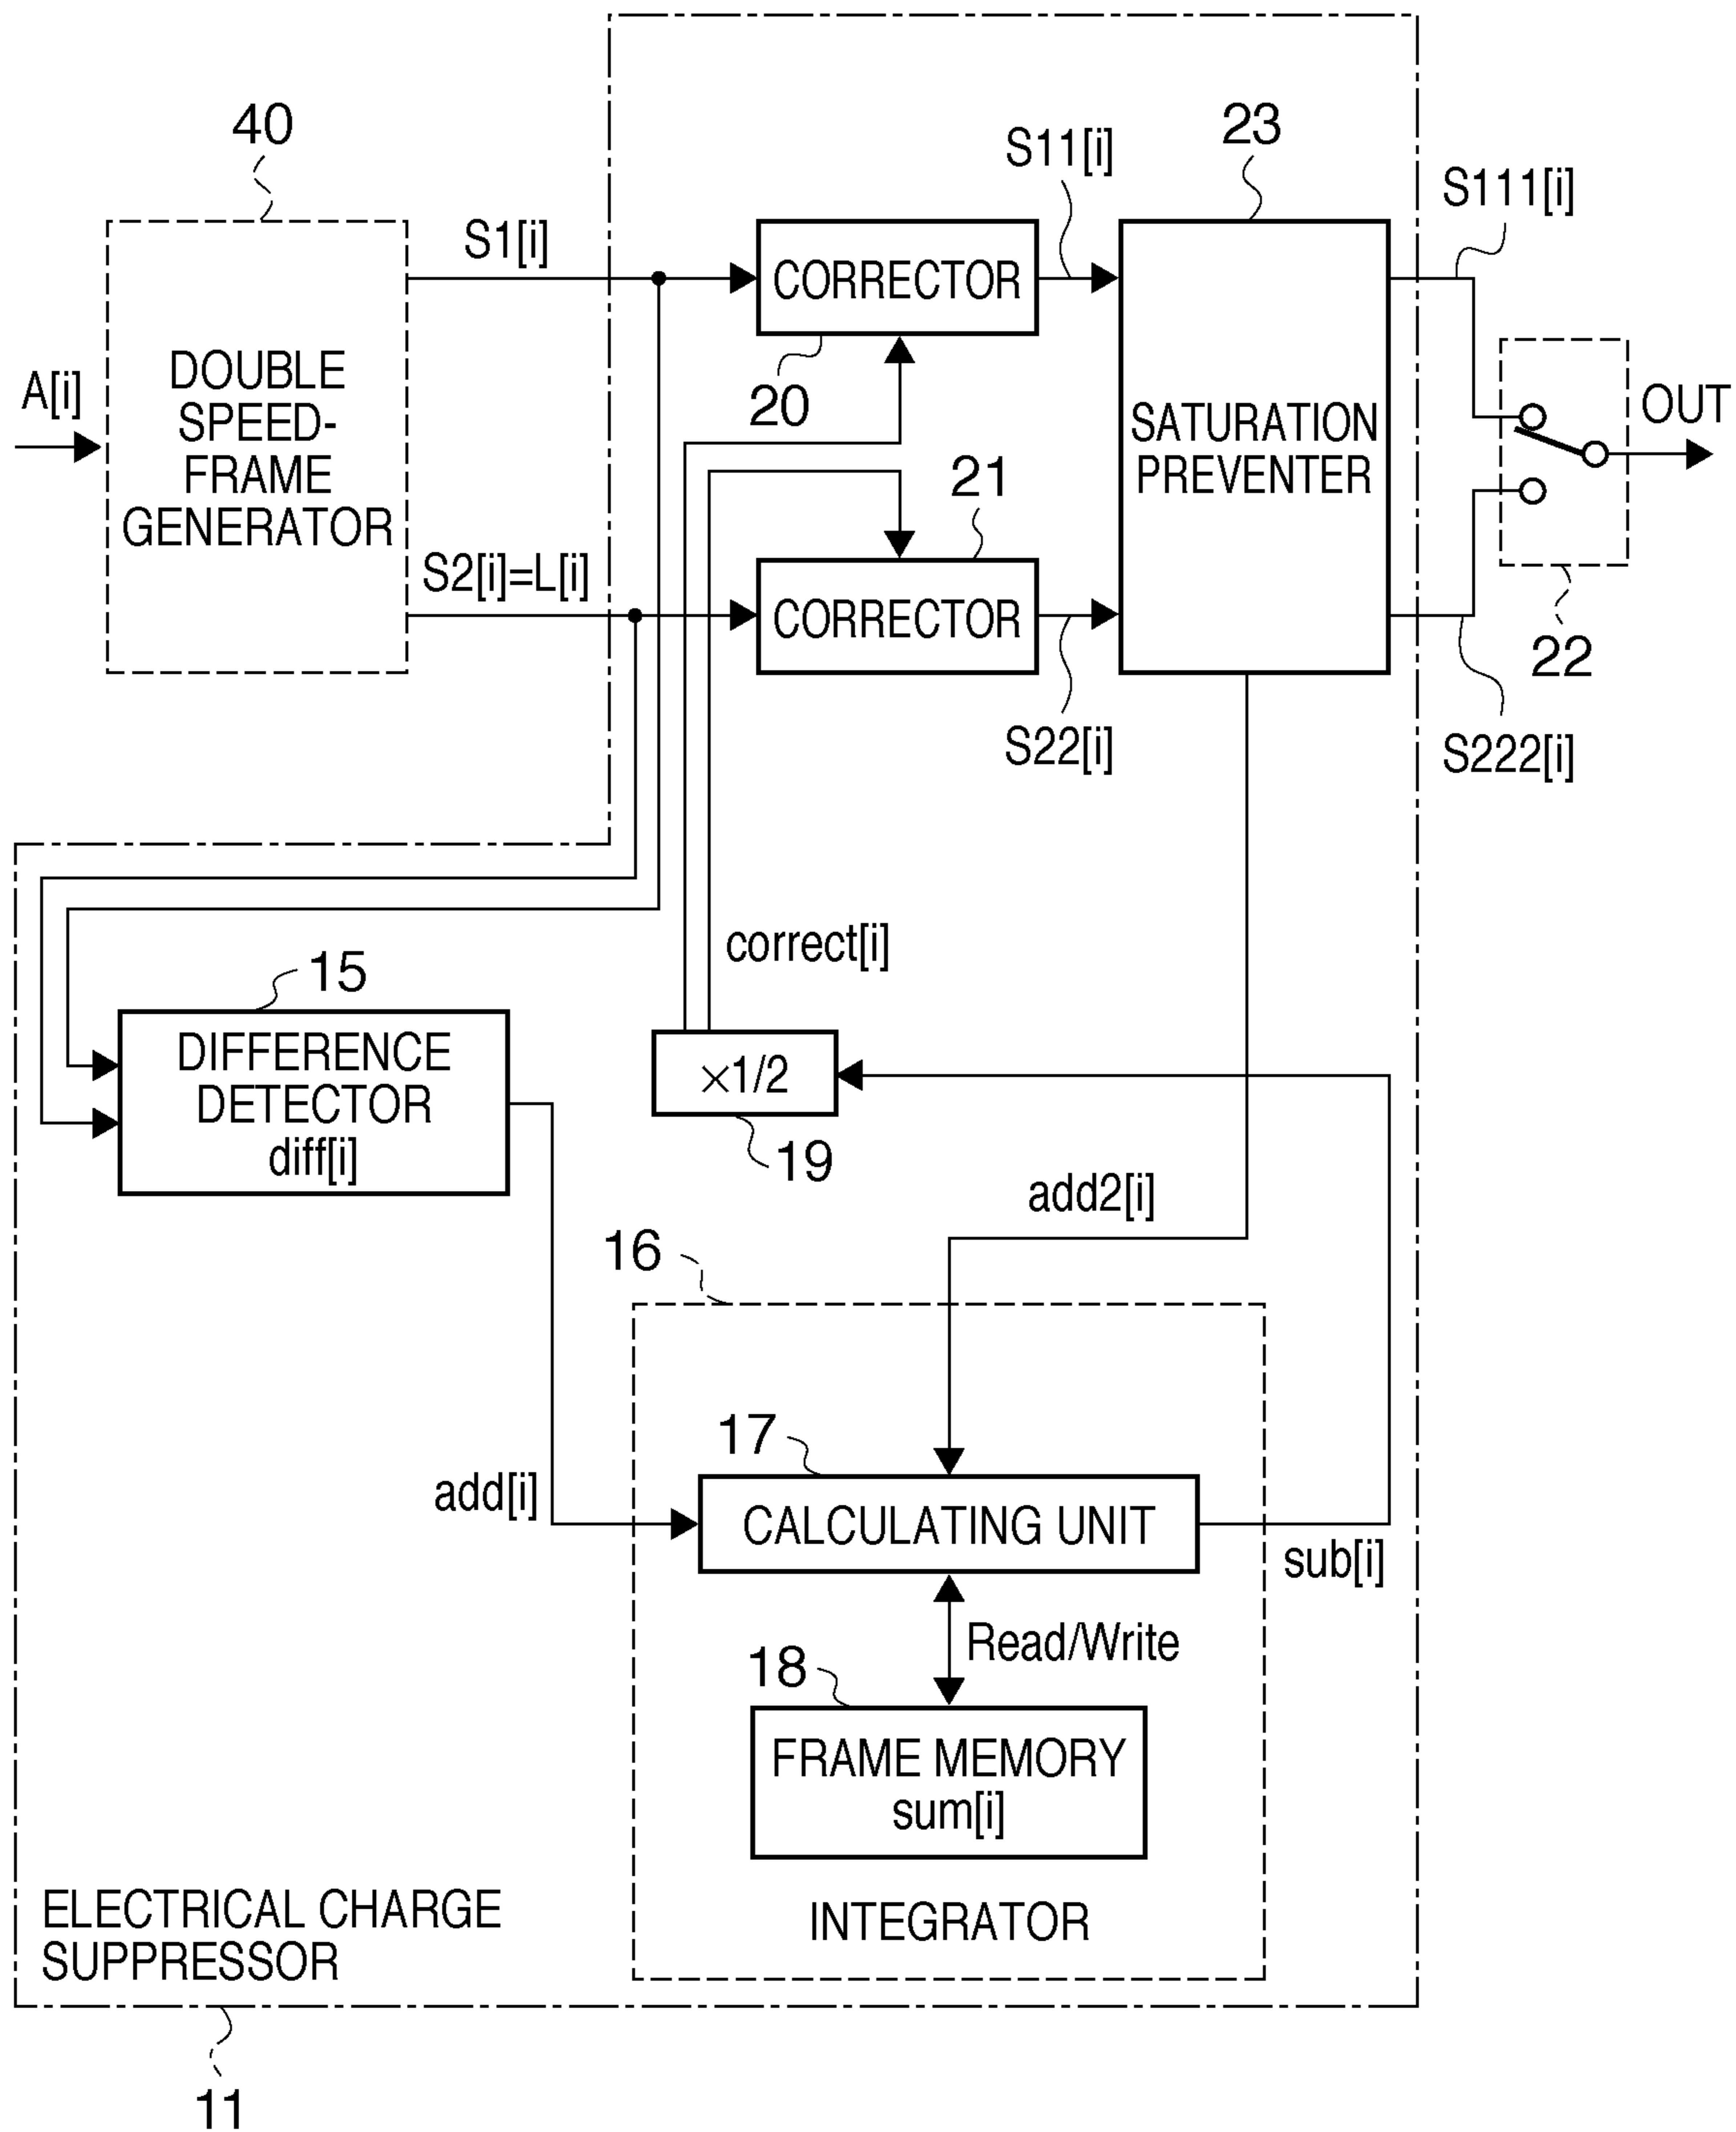 40
S1[i]
S11[i]
23
S111[i]
CORRECTOR
A[i]
DOUBLE
SPEED-
FRAME
GENERATOR
20
SATURATION
PREVENTER
OUT
21
S2[i]=L[i]
CORRECTOR
22
S22[i]
S222[i]
correct[i]
15
DIFFERENCE
DETECTOR
diff[i]
×1/2
19
add2[i]
16
17
add[i]
CALCULATING UNIT
sub[i]
Read/Write
18
FRAME MEMORY
sum[i]
INTEGRATOR
ELECTRICAL CHARGE
SUPPRESSOR
11